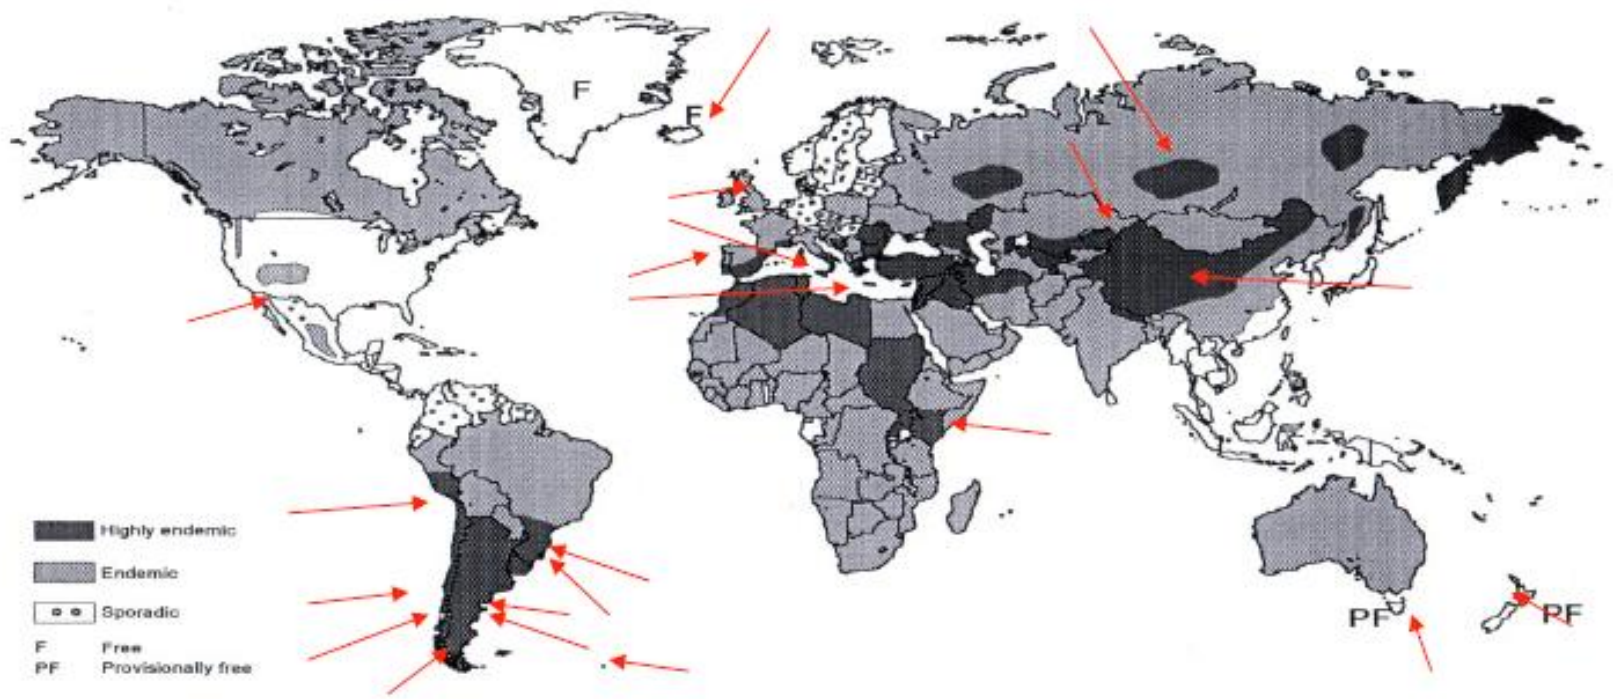 F
F
Highly endemic
Endemic
Sporadic
F Free
PF Provisionally free
PF
PF